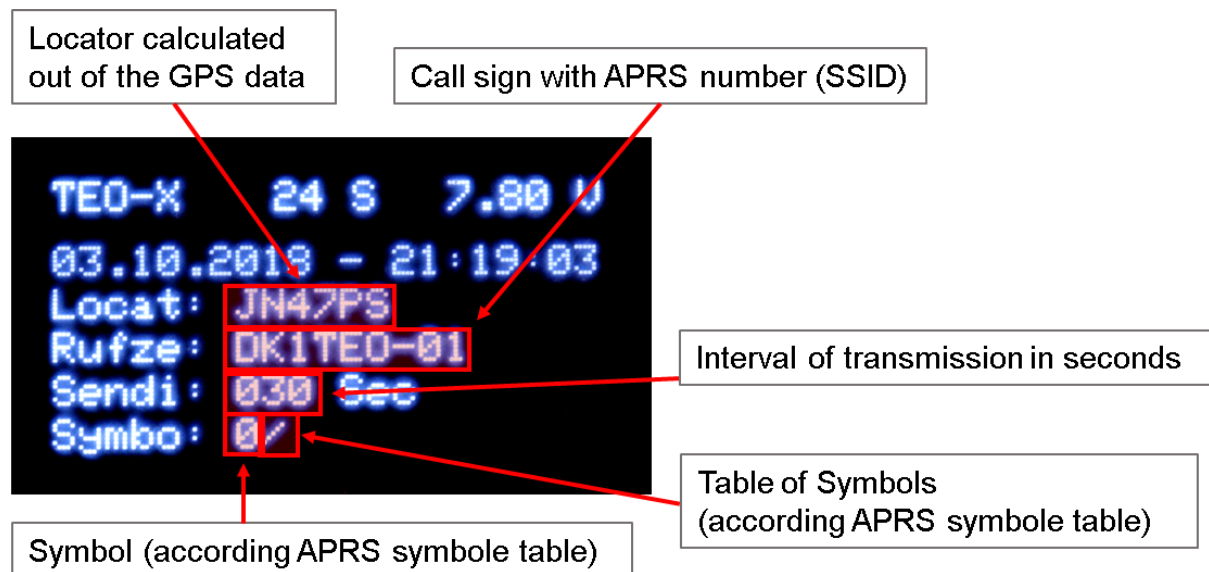 Locator calculated
out of the GPS data
Call sign with APRS number (SSID)
TEO-X 24 S 7.80 V
03.10.2018 - 21:19:03
Locat: JN47PS
Rufze: DK1TEO-01
Sendi: 030 Sec
Symbo: 0/
Interval of transmission in seconds
Table of Symbols
(according APRS symbole table)
Symbol (according APRS symbole table)